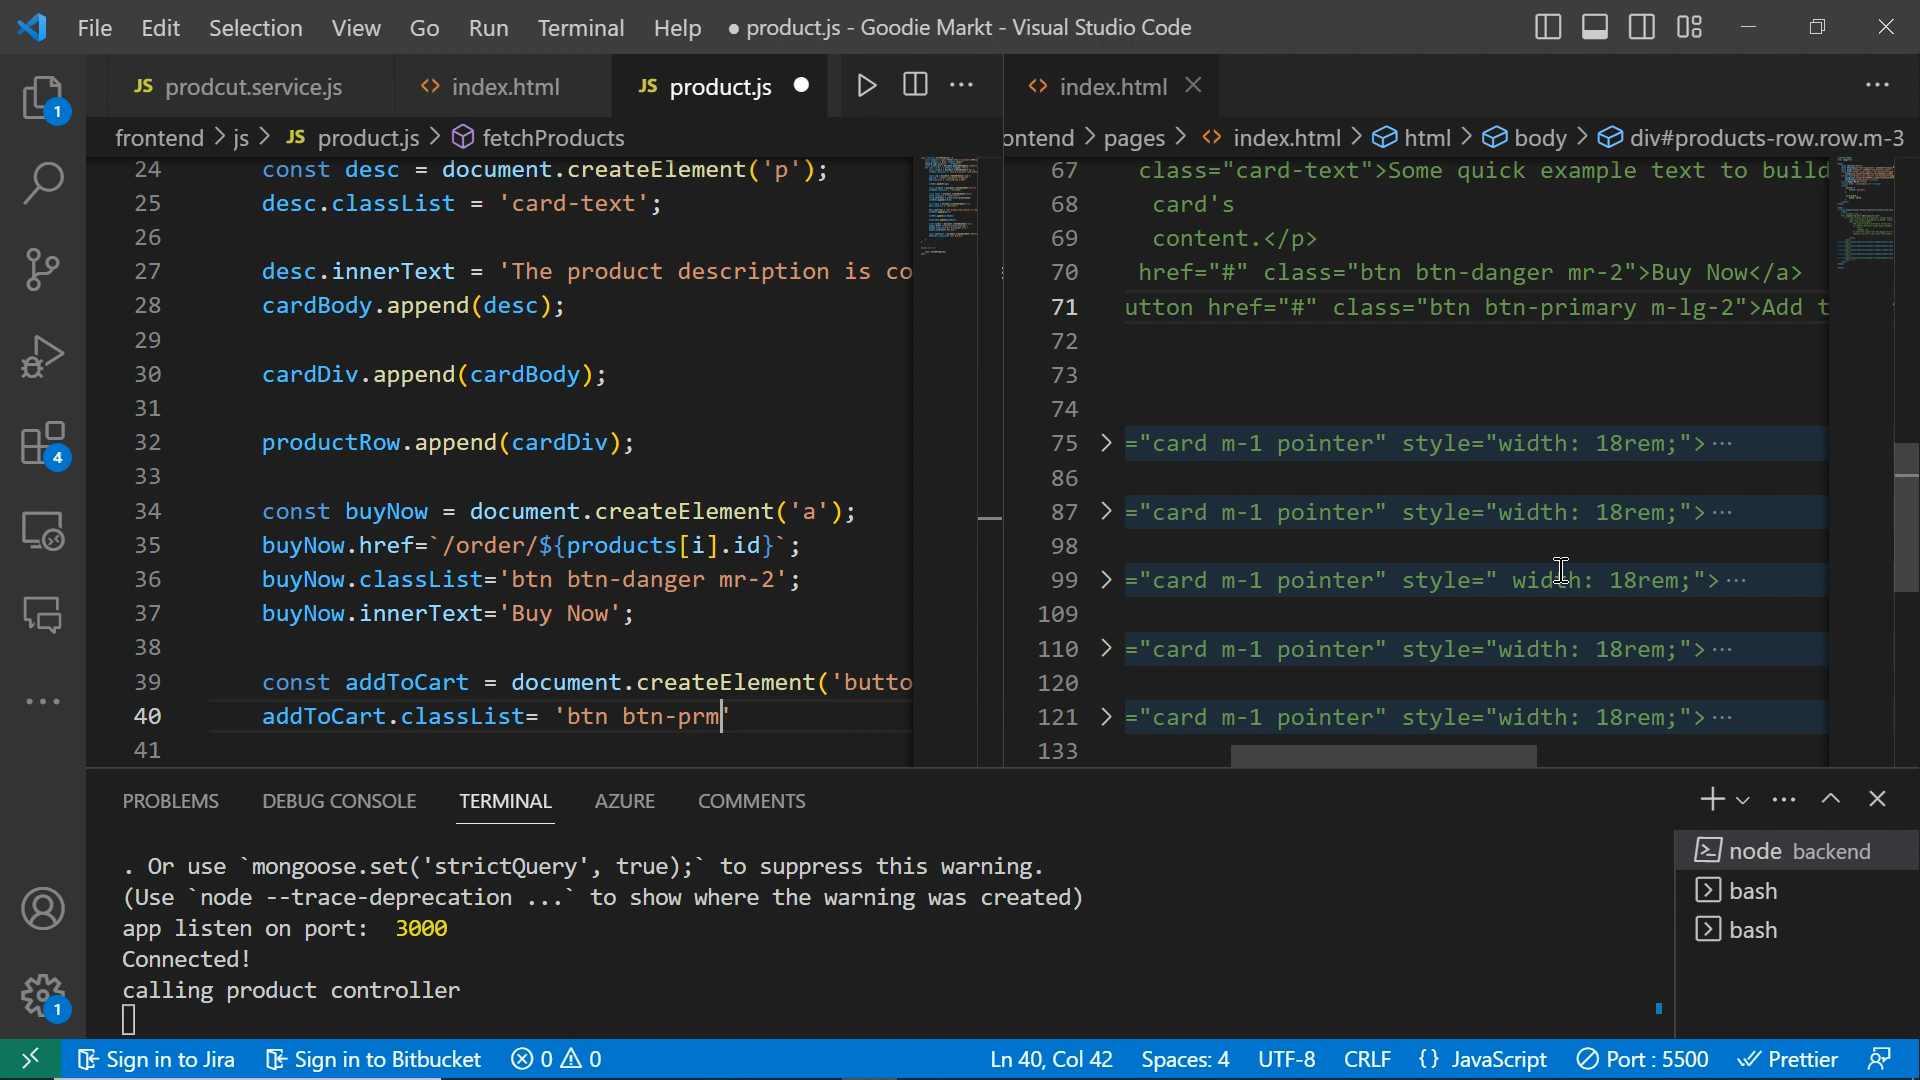 File Edit Selection View Go Run Terminal Help ● product.js - Goodie Markt - Visual Studio Code
JS prodcut.service.js <> index.html JS product.js ●
frontend > js > JS product.js > fetchProducts
24 const desc = document.createElement('p');
25 desc.classList = 'card-text';
26
27 desc.innerText = 'The product description is co
28 cardBody.append(desc);
29
30 cardDiv.append(cardBody);
31
32 productRow.append(cardDiv);
33
34 const buyNow = document.createElement('a');
35 buyNow.href=`/order/${products[i].id}`;
36 buyNow.classList='btn btn-danger mr-2';
37 buyNow.innerText='Buy Now';
38
39 const addToCart = document.createElement('butto
40 addToCart.classList= 'btn btn-prm'
41
<> index.html
ontend > pages > <> index.html > html > body > div#products-row.row.m-3
67 class="card-text">Some quick example text to build
68 card's
69 content.</p>
70 href="#" class="btn btn-danger mr-2">Buy Now</a>
71 utton href="#" class="btn btn-primary m-lg-2">Add t
72
73
74
75 > ="card m-1 pointer" style="width: 18rem;">···
86
87 > ="card m-1 pointer" style="width: 18rem;">···
98
99 > ="card m-1 pointer" style=" width: 18rem;">···
109
110 > ="card m-1 pointer" style="width: 18rem;">···
120
121 > ="card m-1 pointer" style="width: 18rem;">···
133
1
4
1
PROBLEMS DEBUG CONSOLE TERMINAL AZURE COMMENTS
. Or use `mongoose.set('strictQuery', true);` to suppress this warning.
(Use `node --trace-deprecation ...` to show where the warning was created)
app listen on port: 3000
Connected!
calling product controller
node backend
bash
bash
Sign in to Jira Sign in to Bitbucket 0 0 Ln 40, Col 42 Spaces: 4 UTF-8 CRLF {} JavaScript Port : 5500 Prettier